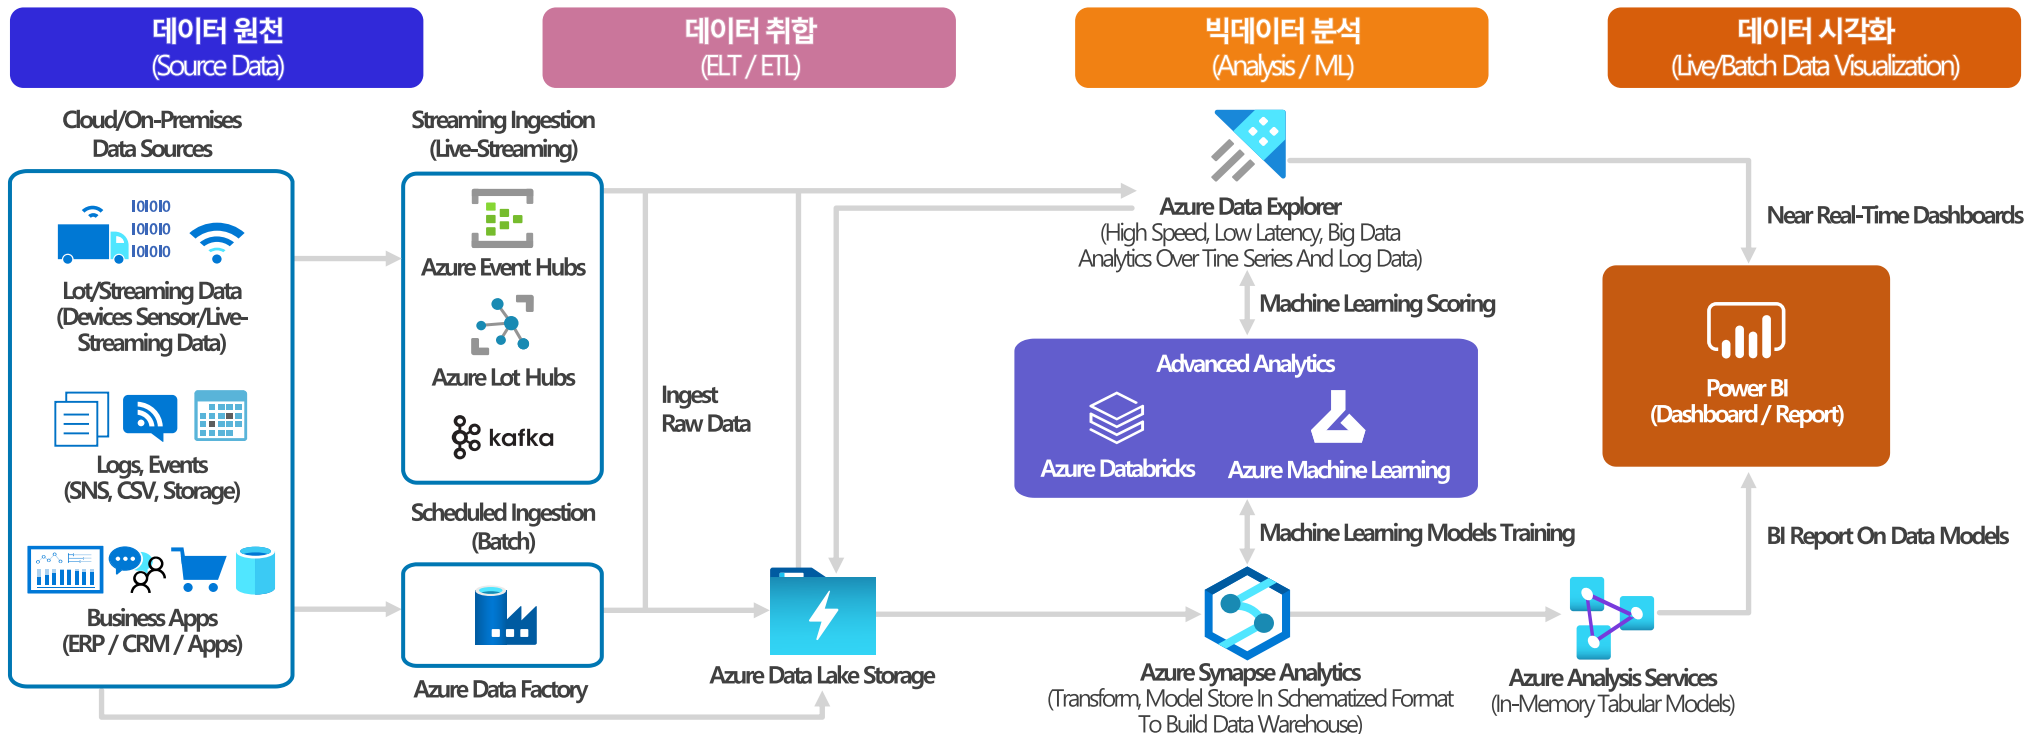 데이터 원천
(Source Data)
데이터 취합
(ELT / ETL)
빅데이터 분석
(Analysis / ML)
데이터 시각화
(Live/Batch Data Visualization)
Cloud/On-Premises
Data Sources
IOIOIO
IOIOIO
IOIOIO
Lot/Streaming Data
(Devices Sensor/Live-
Streaming Data)
Logs, Events
(SNS, CSV, Storage)
Business Apps
(ERP / CRM / Apps)
Streaming Ingestion
(Live-Streaming)
Azure Event Hubs
Azure Lot Hubs
kafka
Scheduled Ingestion
(Batch)
Azure Data Factory
Ingest
Raw Data
Azure Data Lake Storage
Azure Data Explorer
(High Speed, Low Latency, Big Data
Analytics Over Tine Series And Log Data)
Machine Learning Scoring
Advanced Analytics
Azure Databricks
Azure Machine Learning
Machine Learning Models Training
Azure Synapse Analytics
(Transform, Model Store In Schematized Format
To Build Data Warehouse)
Near Real-Time Dashboards
Power BI
(Dashboard / Report)
BI Report On Data Models
Azure Analysis Services
(In-Memory Tabular Models)